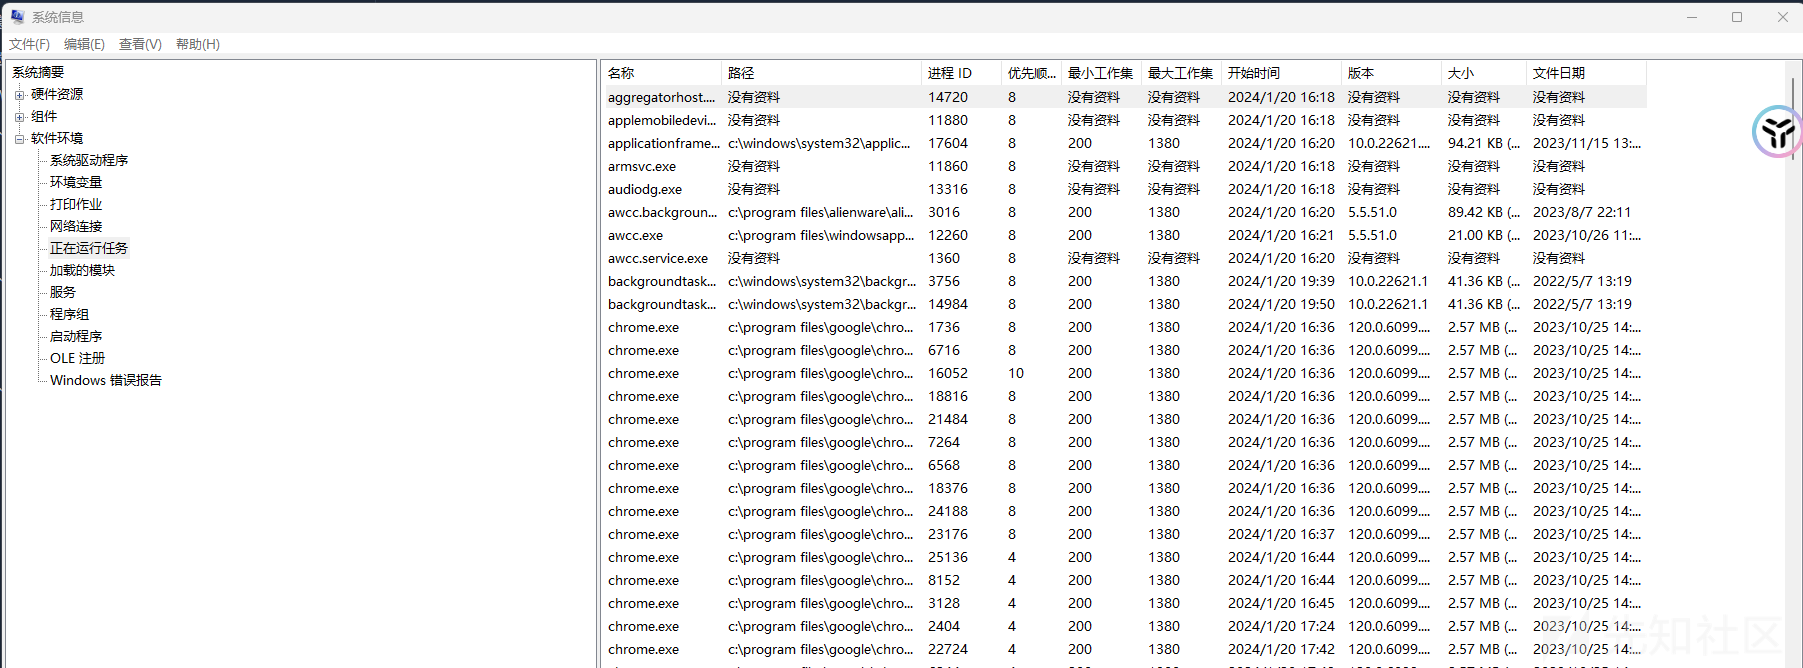 系统信息
文件(F) 编辑(E) 查看(V) 帮助(H)
系统摘要
硬件资源
组件
软件环境
系统驱动程序
环境变量
打印作业
网络连接
正在运行任务
加载的模块
服务
程序组
启动程序
OLE 注册
Windows 错误报告
名称 路径 进程 ID 优先顺... 最小工作集 最大工作集 开始时间 版本 大小 文件日期
aggregatorhost.... 没有资料 14720 8 没有资料 没有资料 2024/1/20 16:18 没有资料 没有资料 没有资料
applemobiledevi... 没有资料 11880 8 没有资料 没有资料 2024/1/20 16:18 没有资料 没有资料 没有资料
applicationframe... c:\windows\system32\applic... 17604 8 200 1380 2024/1/20 16:20 10.0.22621.... 94.21 KB (... 2023/11/15 13:...
armsvc.exe 没有资料 11860 8 没有资料 没有资料 2024/1/20 16:18 没有资料 没有资料 没有资料
audiodg.exe 没有资料 13316 8 没有资料 没有资料 2024/1/20 16:18 没有资料 没有资料 没有资料
awcc.backgroun... c:\program files\alienware\ali... 3016 8 200 1380 2024/1/20 16:20 5.5.51.0 89.42 KB (... 2023/8/7 22:11
awcc.exe c:\program files\windowsapp... 12260 8 200 1380 2024/1/20 16:21 5.5.51.0 21.00 KB (... 2023/10/26 11:...
awcc.service.exe 没有资料 1360 8 没有资料 没有资料 2024/1/20 16:20 没有资料 没有资料 没有资料
backgroundtask... c:\windows\system32\backgr... 3756 8 200 1380 2024/1/20 19:39 10.0.22621.1 41.36 KB (... 2022/5/7 13:19
backgroundtask... c:\windows\system32\backgr... 14984 8 200 1380 2024/1/20 19:50 10.0.22621.1 41.36 KB (... 2022/5/7 13:19
chrome.exe c:\program files\google\chro... 1736 8 200 1380 2024/1/20 16:36 120.0.6099.... 2.57 MB (... 2023/10/25 14:...
chrome.exe c:\program files\google\chro... 6716 8 200 1380 2024/1/20 16:36 120.0.6099.... 2.57 MB (... 2023/10/25 14:...
chrome.exe c:\program files\google\chro... 16052 10 200 1380 2024/1/20 16:36 120.0.6099.... 2.57 MB (... 2023/10/25 14:...
chrome.exe c:\program files\google\chro... 18816 8 200 1380 2024/1/20 16:36 120.0.6099.... 2.57 MB (... 2023/10/25 14:...
chrome.exe c:\program files\google\chro... 21484 8 200 1380 2024/1/20 16:36 120.0.6099.... 2.57 MB (... 2023/10/25 14:...
chrome.exe c:\program files\google\chro... 7264 8 200 1380 2024/1/20 16:36 120.0.6099.... 2.57 MB (... 2023/10/25 14:...
chrome.exe c:\program files\google\chro... 6568 8 200 1380 2024/1/20 16:36 120.0.6099.... 2.57 MB (... 2023/10/25 14:...
chrome.exe c:\program files\google\chro... 18376 8 200 1380 2024/1/20 16:36 120.0.6099.... 2.57 MB (... 2023/10/25 14:...
chrome.exe c:\program files\google\chro... 24188 8 200 1380 2024/1/20 16:36 120.0.6099.... 2.57 MB (... 2023/10/25 14:...
chrome.exe c:\program files\google\chro... 23176 8 200 1380 2024/1/20 16:37 120.0.6099.... 2.57 MB (... 2023/10/25 14:...
chrome.exe c:\program files\google\chro... 25136 4 200 1380 2024/1/20 16:44 120.0.6099.... 2.57 MB (... 2023/10/25 14:...
chrome.exe c:\program files\google\chro... 8152 4 200 1380 2024/1/20 16:44 120.0.6099.... 2.57 MB (... 2023/10/25 14:...
chrome.exe c:\program files\google\chro... 3128 4 200 1380 2024/1/20 16:45 120.0.6099.... 2.57 MB (... 2023/10/25 14:...
chrome.exe c:\program files\google\chro... 2404 4 200 1380 2024/1/20 17:24 120.0.6099.... 2.57 MB (... 2023/10/25 14:...
chrome.exe c:\program files\google\chro... 22724 4 200 1380 2024/1/20 17:42 120.0.6099.... 2.57 MB (... 2023/10/25 14:...
先知社区